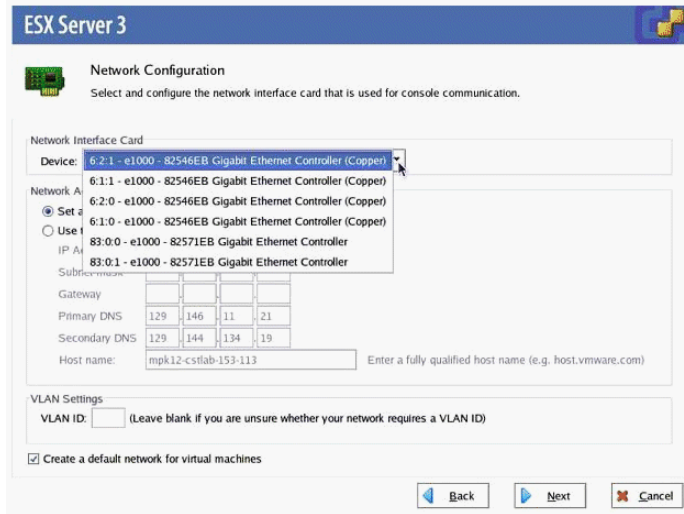 ESX Server 3
Network Configuration
Select and configure the network interface card that is used for console communication.
Network Interface Card
Device: 6:2:1 - e1000 - 82546EB Gigabit Ethernet Controller (Copper)
6:1:1 - e1000 - 82546EB Gigabit Ethernet Controller (Copper)
6:2:0 - e1000 - 82546EB Gigabit Ethernet Controller (Copper)
6:1:0 - e1000 - 82546EB Gigabit Ethernet Controller (Copper)
83:0:0 - e1000 - 82571EB Gigabit Ethernet Controller
83:0:1 - e1000 - 82571EB Gigabit Ethernet Controller
Network
Set
Use
IP
Subnet mask
Gateway
Primary DNS 129 . 146 . 11 . 21
Secondary DNS 129 . 144 . 134 . 19
Host name: mpk12-cstlab-153-113 Enter a fully qualified host name (e.g. host.vmware.com)
VLAN Settings
VLAN ID: (Leave blank if you are unsure whether your network requires a VLAN ID)
Create a default network for virtual machines
Back Next Cancel